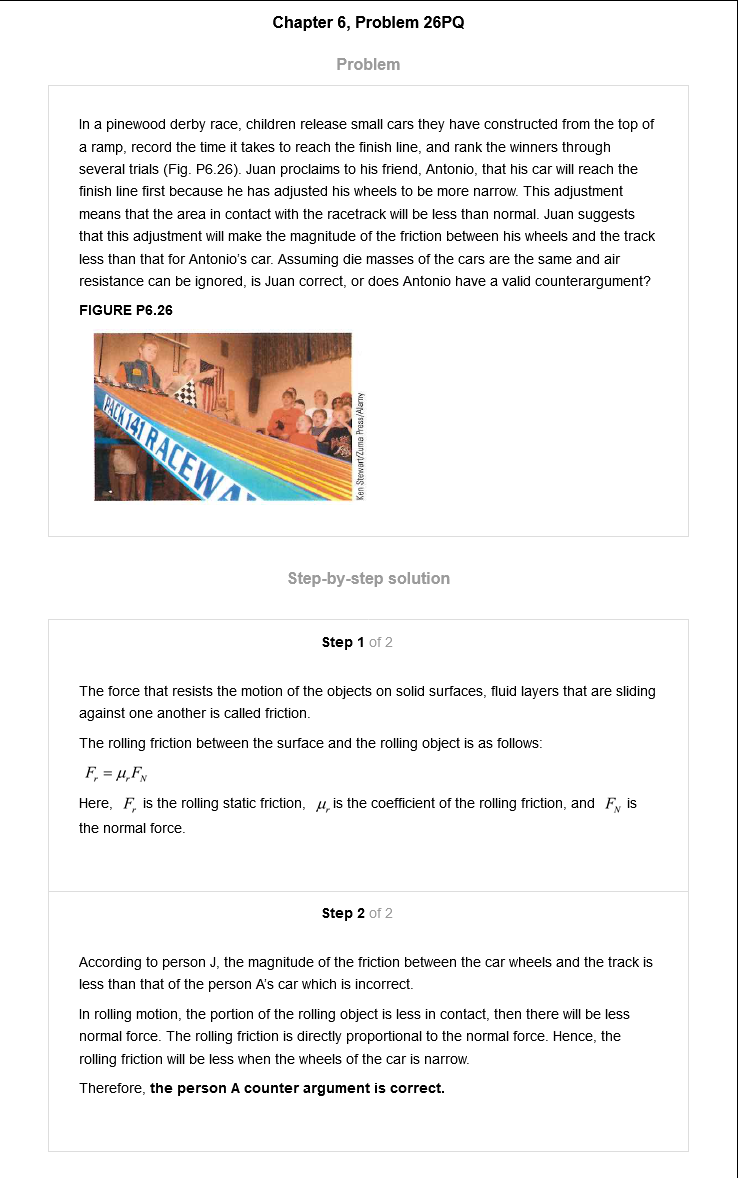 Chapter 6, Problem 26PQ
Problem
In a pinewood derby race, children release small cars they have constructed from the top of
a ramp, record the time it takes to reach the finish line, and rank the winners through
several trials (Fig. P6.26). Juan proclaims to his friend, Antonio, that his car will reach the
finish line first because he has adjusted his wheels to be more narrow. This adjustment
means that the area in contact with the racetrack will be less than normal. Juan suggests
that this adjustment will make the magnitude of the friction between his wheels and the track
less than that for Antonio's car. Assuming die masses of the cars are the same and air
resistance can be ignored, is Juan correct, or does Antonio have a valid counterargument?
FIGURE P6.26
PACK 141 RACEWA
Ken Stewart/Zuma Press/Alamy
Step-by-step solution
Step 1 of 2
The force that resists the motion of the objects on solid surfaces, fluid layers that are sliding
against one another is called friction.
The rolling friction between the surface and the rolling object is as follows:
F_r = μ_r F_N
Here, F_r is the rolling static friction, μ_r is the coefficient of the rolling friction, and F_N is
the normal force.
Step 2 of 2
According to person J, the magnitude of the friction between the car wheels and the track is
less than that of the person A's car which is incorrect.
In rolling motion, the portion of the rolling object is less in contact, then there will be less
normal force. The rolling friction is directly proportional to the normal force. Hence, the
rolling friction will be less when the wheels of the car is narrow.
Therefore, the person A counter argument is correct.